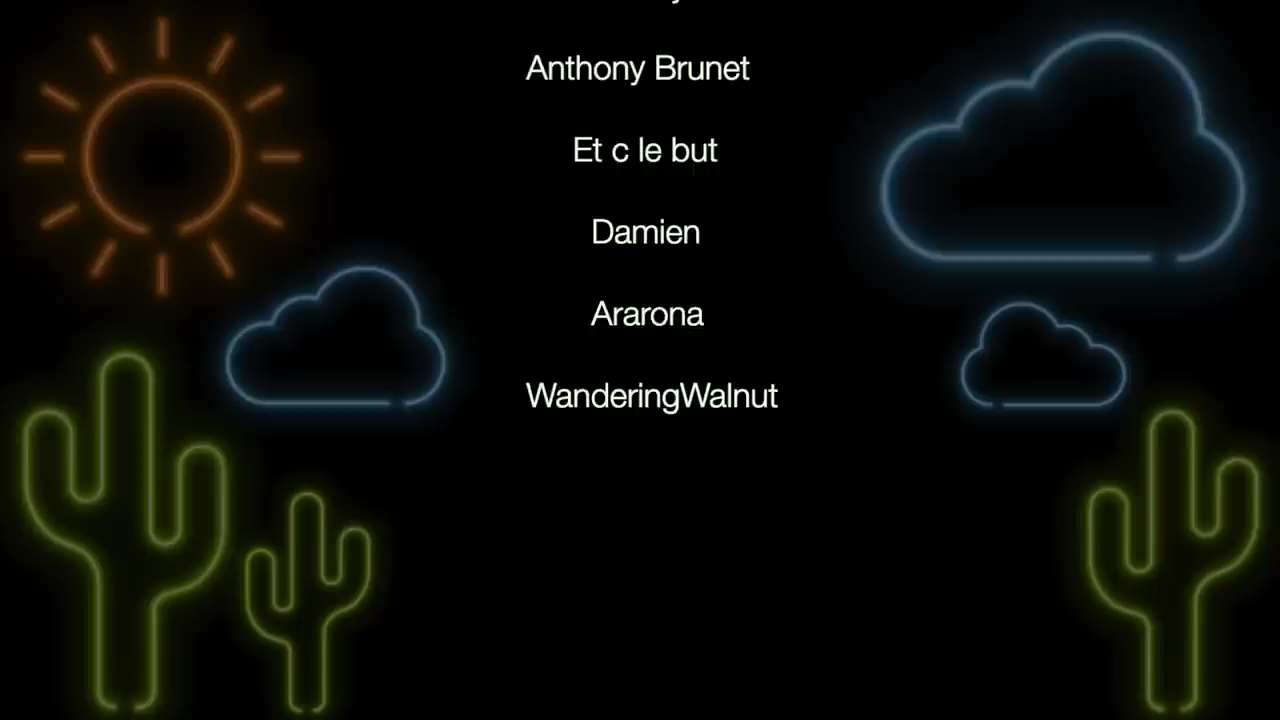 Anthony Brunet
Et c le but
Damien
Ararona
WanderingWalnut